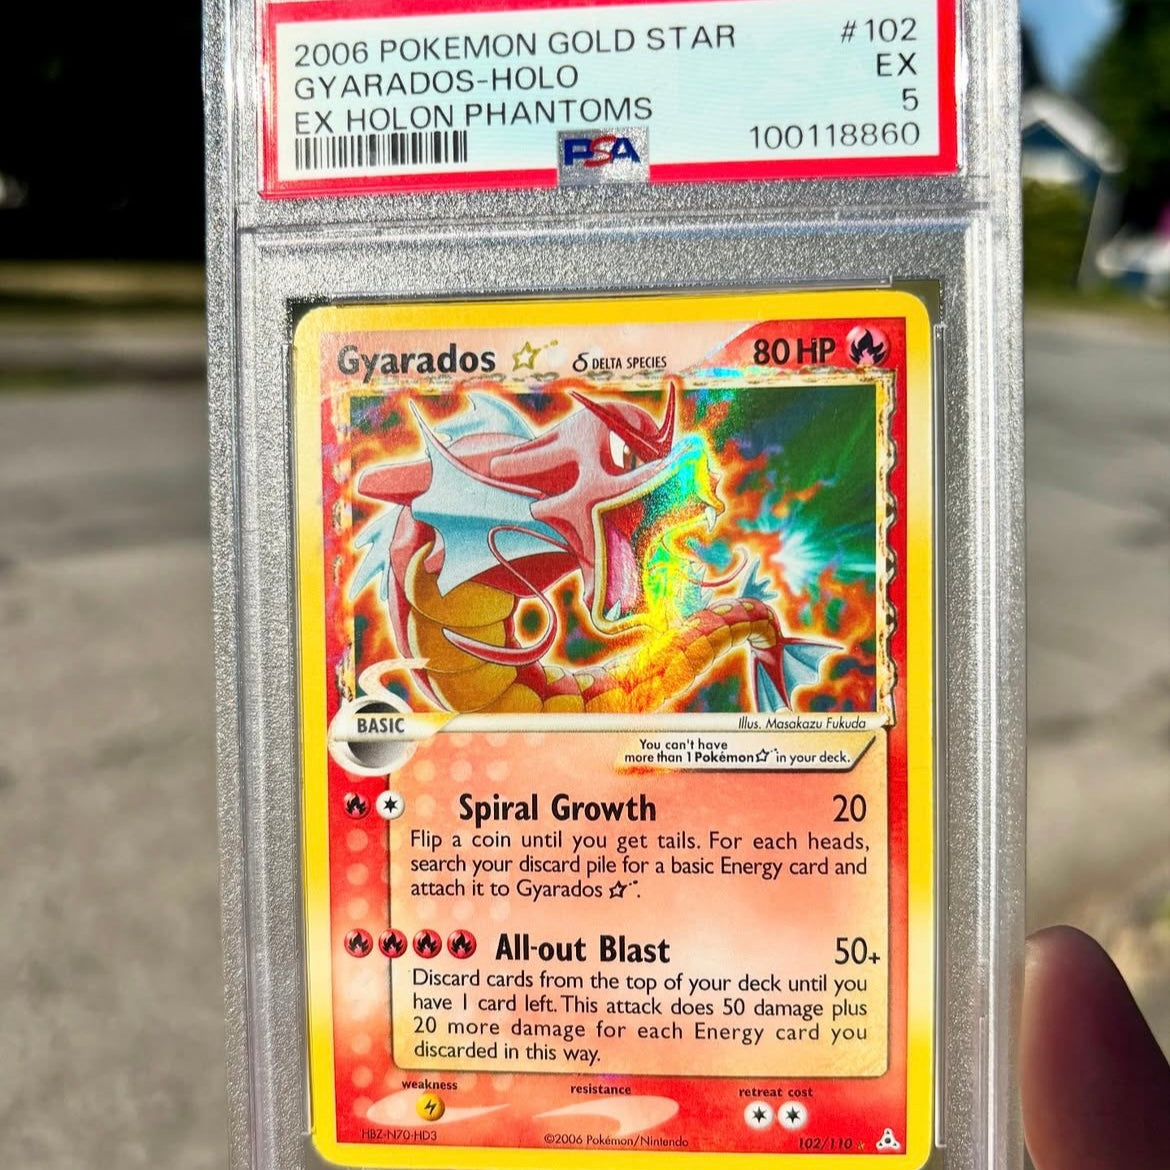 2006 POKEMON GOLD STAR #102
GYARADOS-HOLO EX
EX HOLON PHANTOMS 5
PSA 100118860
Gyarados ☆ δ DELTA SPECIES 80 HP
BASIC
Illus. Masakazu Fukuda
You can't have
more than 1 Pokémon ☆ in your deck.
Spiral Growth 20
Flip a coin until you get tails. For each heads,
search your discard pile for a basic Energy card and
attach it to Gyarados ☆.
All-out Blast 50+
Discard cards from the top of your deck until you
have 1 card left. This attack does 50 damage plus
20 more damage for each Energy card you
discarded in this way.
weakness resistance retreat cost
HBZ-N70-HD3 ©2006 Pokémon/Nintendo 102/110 ★